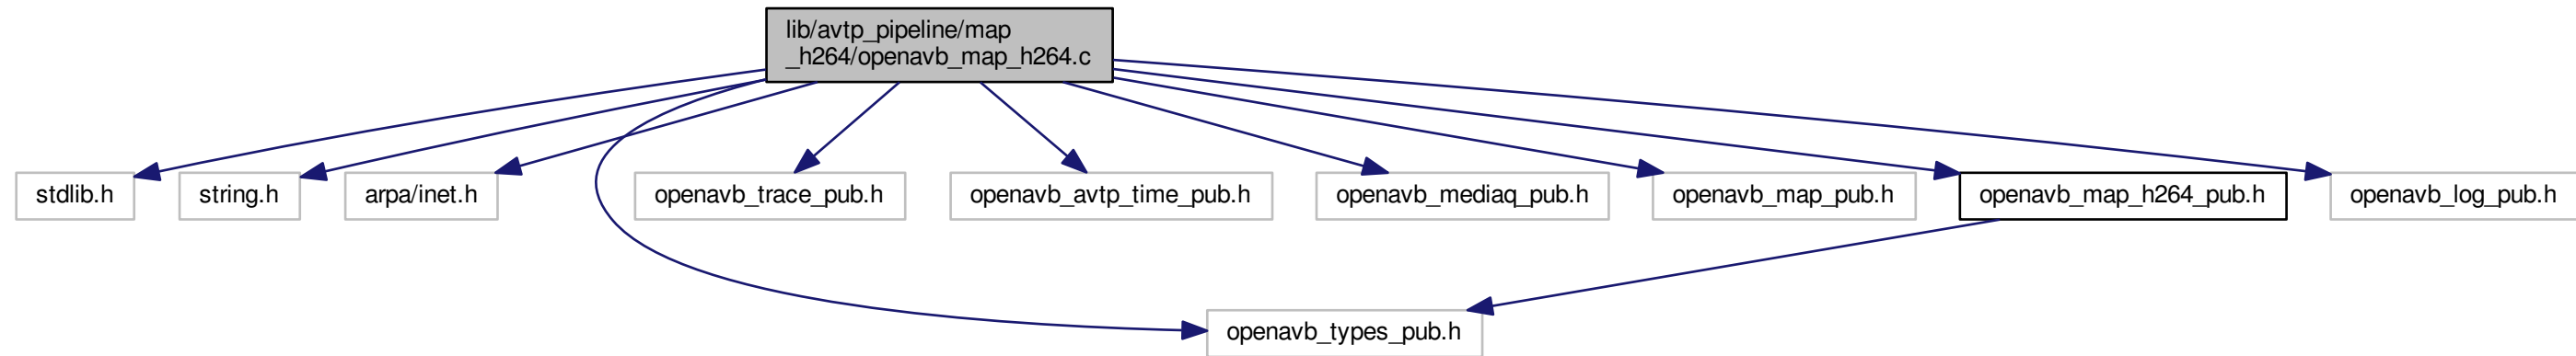 lib/avtp_pipeline/map
_h264/openavb_map_h264.c
stdlib.h
string.h
arpa/inet.h
openavb_trace_pub.h
openavb_avtp_time_pub.h
openavb_mediaq_pub.h
openavb_map_pub.h
openavb_map_h264_pub.h
openavb_log_pub.h
openavb_types_pub.h